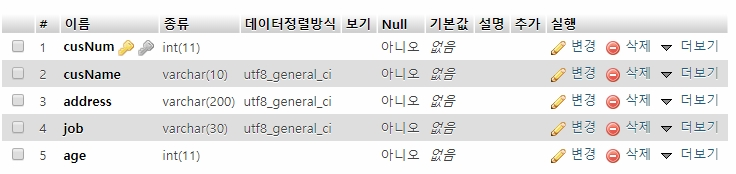 # 이름 종류 데이터정렬방식 보기 Null 기본값 설명 추가 실행
1 cusNum int(11) 아니오 없음 변경 삭제 더보기
2 cusName varchar(10) utf8_general_ci 아니오 없음 변경 삭제 더보기
3 address varchar(200) utf8_general_ci 아니오 없음 변경 삭제 더보기
4 job varchar(30) utf8_general_ci 아니오 없음 변경 삭제 더보기
5 age int(11) 아니오 없음 변경 삭제 더보기